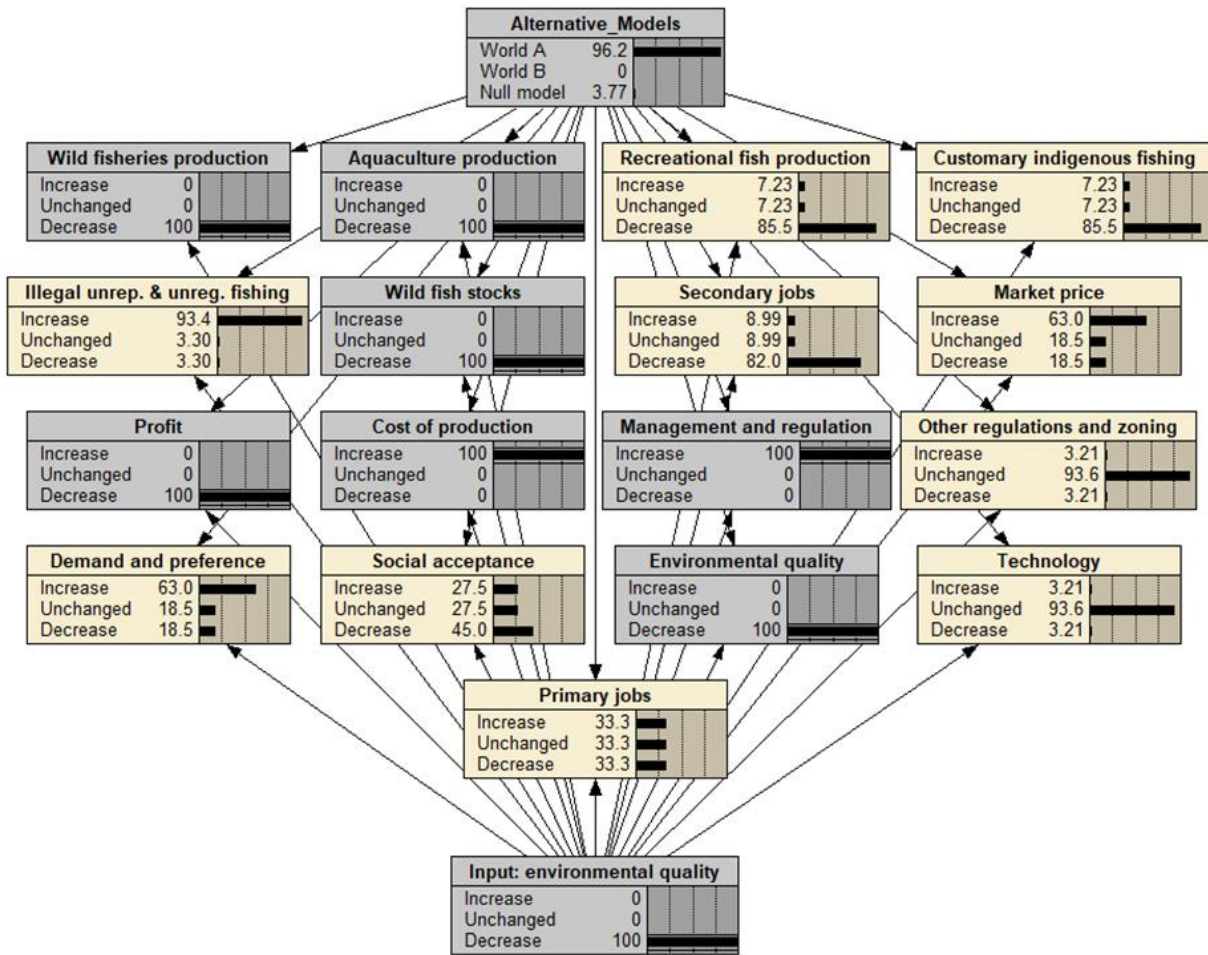 Alternative_Models
World A 96.2
World B 0
Null model 3.77
Wild fisheries production
Increase 0
Unchanged 0
Decrease 100
Aquaculture production
Increase 0
Unchanged 0
Decrease 100
Recreational fish production
Increase 7.23
Unchanged 7.23
Decrease 85.5
Customary indigenous fishing
Increase 7.23
Unchanged 7.23
Decrease 85.5
Illegal unrep. & unreg. fishing
Increase 93.4
Unchanged 3.30
Decrease 3.30
Wild fish stocks
Increase 0
Unchanged 0
Decrease 100
Secondary jobs
Increase 8.99
Unchanged 8.99
Decrease 82.0
Market price
Increase 63.0
Unchanged 18.5
Decrease 18.5
Profit
Increase 0
Unchanged 0
Decrease 100
Cost of production
Increase 100
Unchanged 0
Decrease 0
Management and regulation
Increase 100
Unchanged 0
Decrease 0
Other regulations and zoning
Increase 3.21
Unchanged 93.6
Decrease 3.21
Demand and preference
Increase 63.0
Unchanged 18.5
Decrease 18.5
Social acceptance
Increase 27.5
Unchanged 27.5
Decrease 45.0
Environmental quality
Increase 0
Unchanged 0
Decrease 100
Technology
Increase 3.21
Unchanged 93.6
Decrease 3.21
Primary jobs
Increase 33.3
Unchanged 33.3
Decrease 33.3
Input: environmental quality
Increase 0
Unchanged 0
Decrease 100